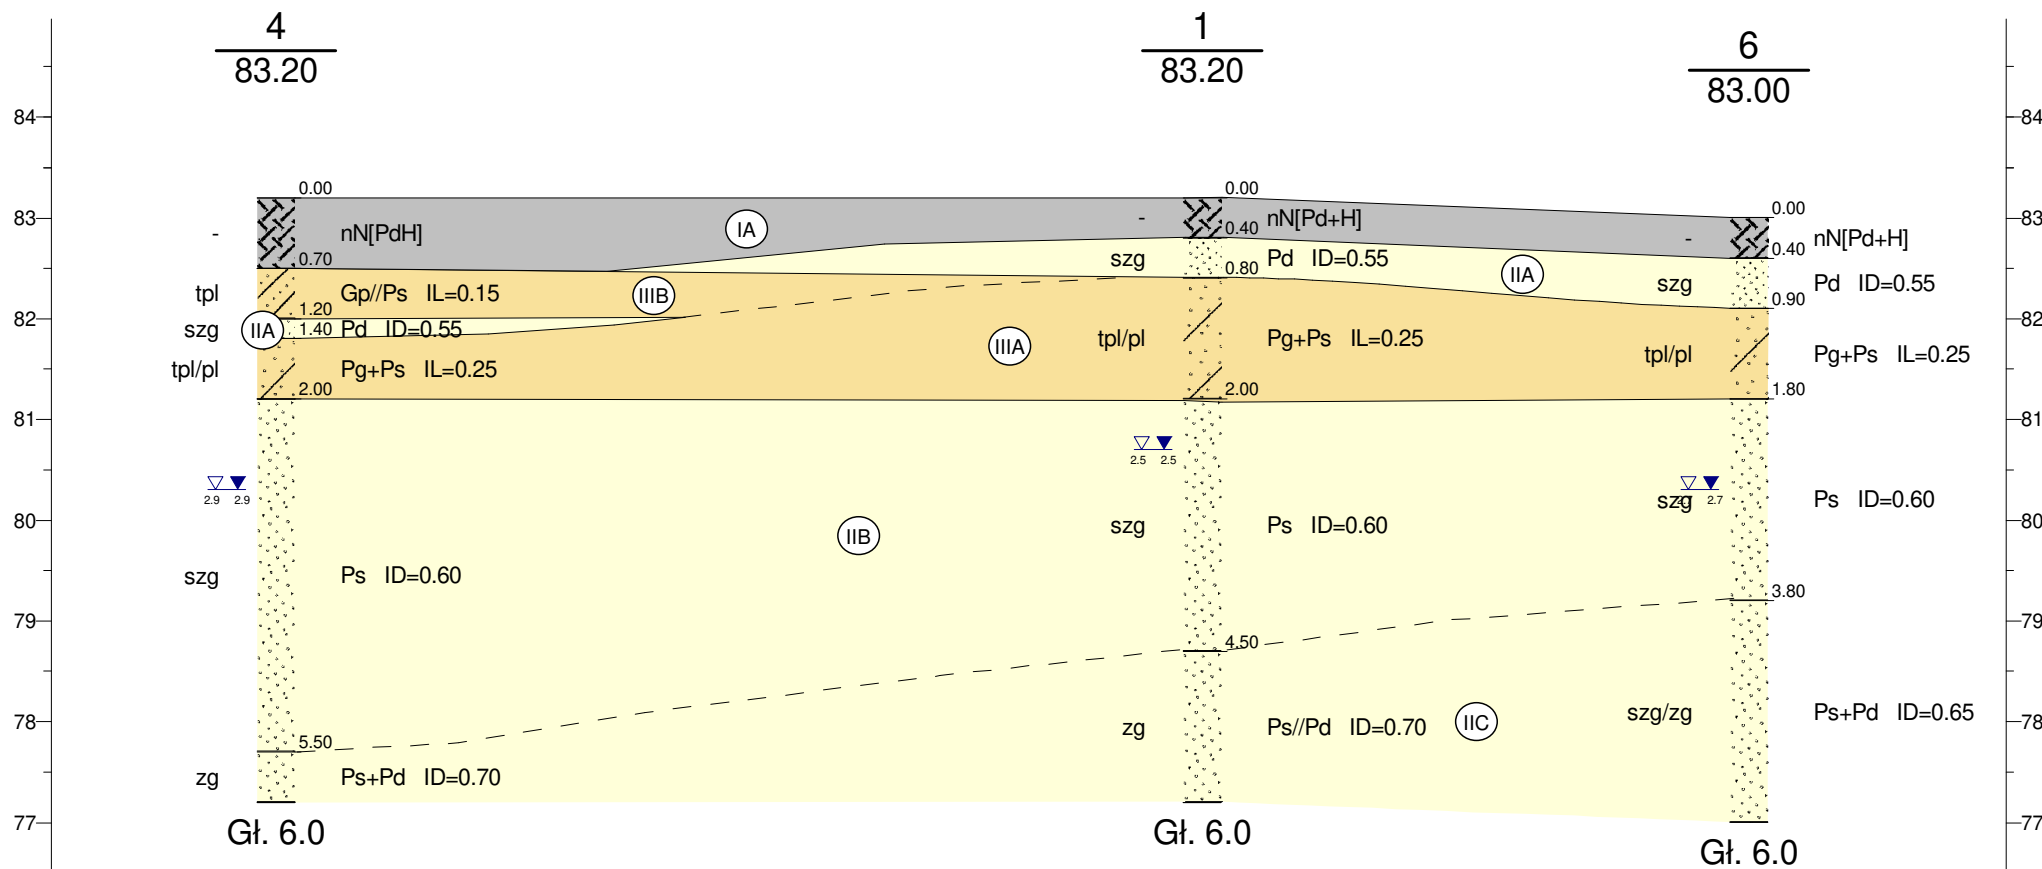 4
83.20
1
83.20
6
83.00
84
84
0.00
0.00
0.00
83
83
-
nN[PdH]
IA
-
nN[Pd+H]
0.40
-
nN[Pd+H]
0.40
0.70
szg
Pd ID=0.55
IIA
szg
Pd ID=0.55
0.80
0.90
tpl
Gp//Ps IL=0.15
IIIB
1.20
82
82
szg
IIA
1.40
Pd ID=0.55
tpl/pl
Pg+Ps IL=0.25
IIIA
tpl/pl
Pg+Ps IL=0.25
tpl/pl
Pg+Ps IL=0.25
2.00
2.00
1.80
81
81
2.5 2.5
2.9 2.9
2.7
szg
Ps ID=0.60
80
80
IIB
szg
Ps ID=0.60
szg
Ps ID=0.60
79
79
3.80
4.50
78
78
5.50
zg
Ps//Pd ID=0.70
IIC
szg/zg
Ps+Pd ID=0.65
zg
Ps+Pd ID=0.70
77
77
Gł. 6.0
Gł. 6.0
Gł. 6.0